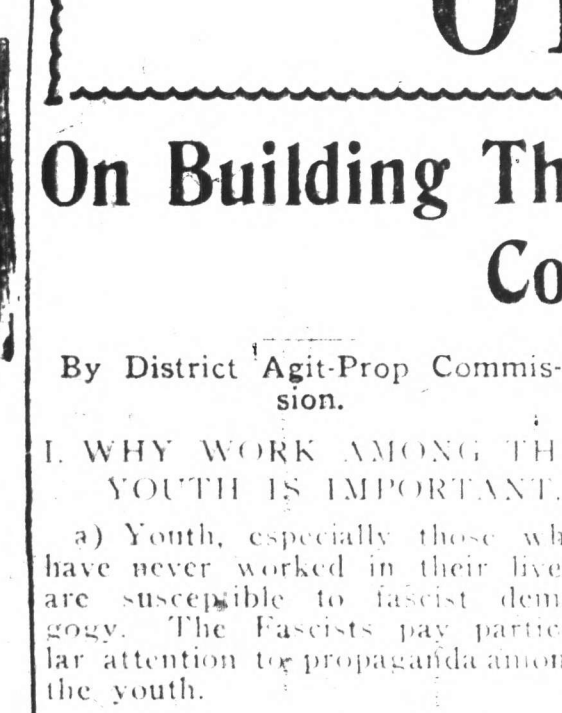 On Building Th
Co
By District Agit-Prop Commis-
sion.
I. WHY WORK AMONG TH
YOUTH IS IMPORTANT.
a) Youth, especially those wh
have never worked in their live
are susceptible to fascist dem
gogy. The Fascists pay partic
lar attention to propaganda amon
the youth.